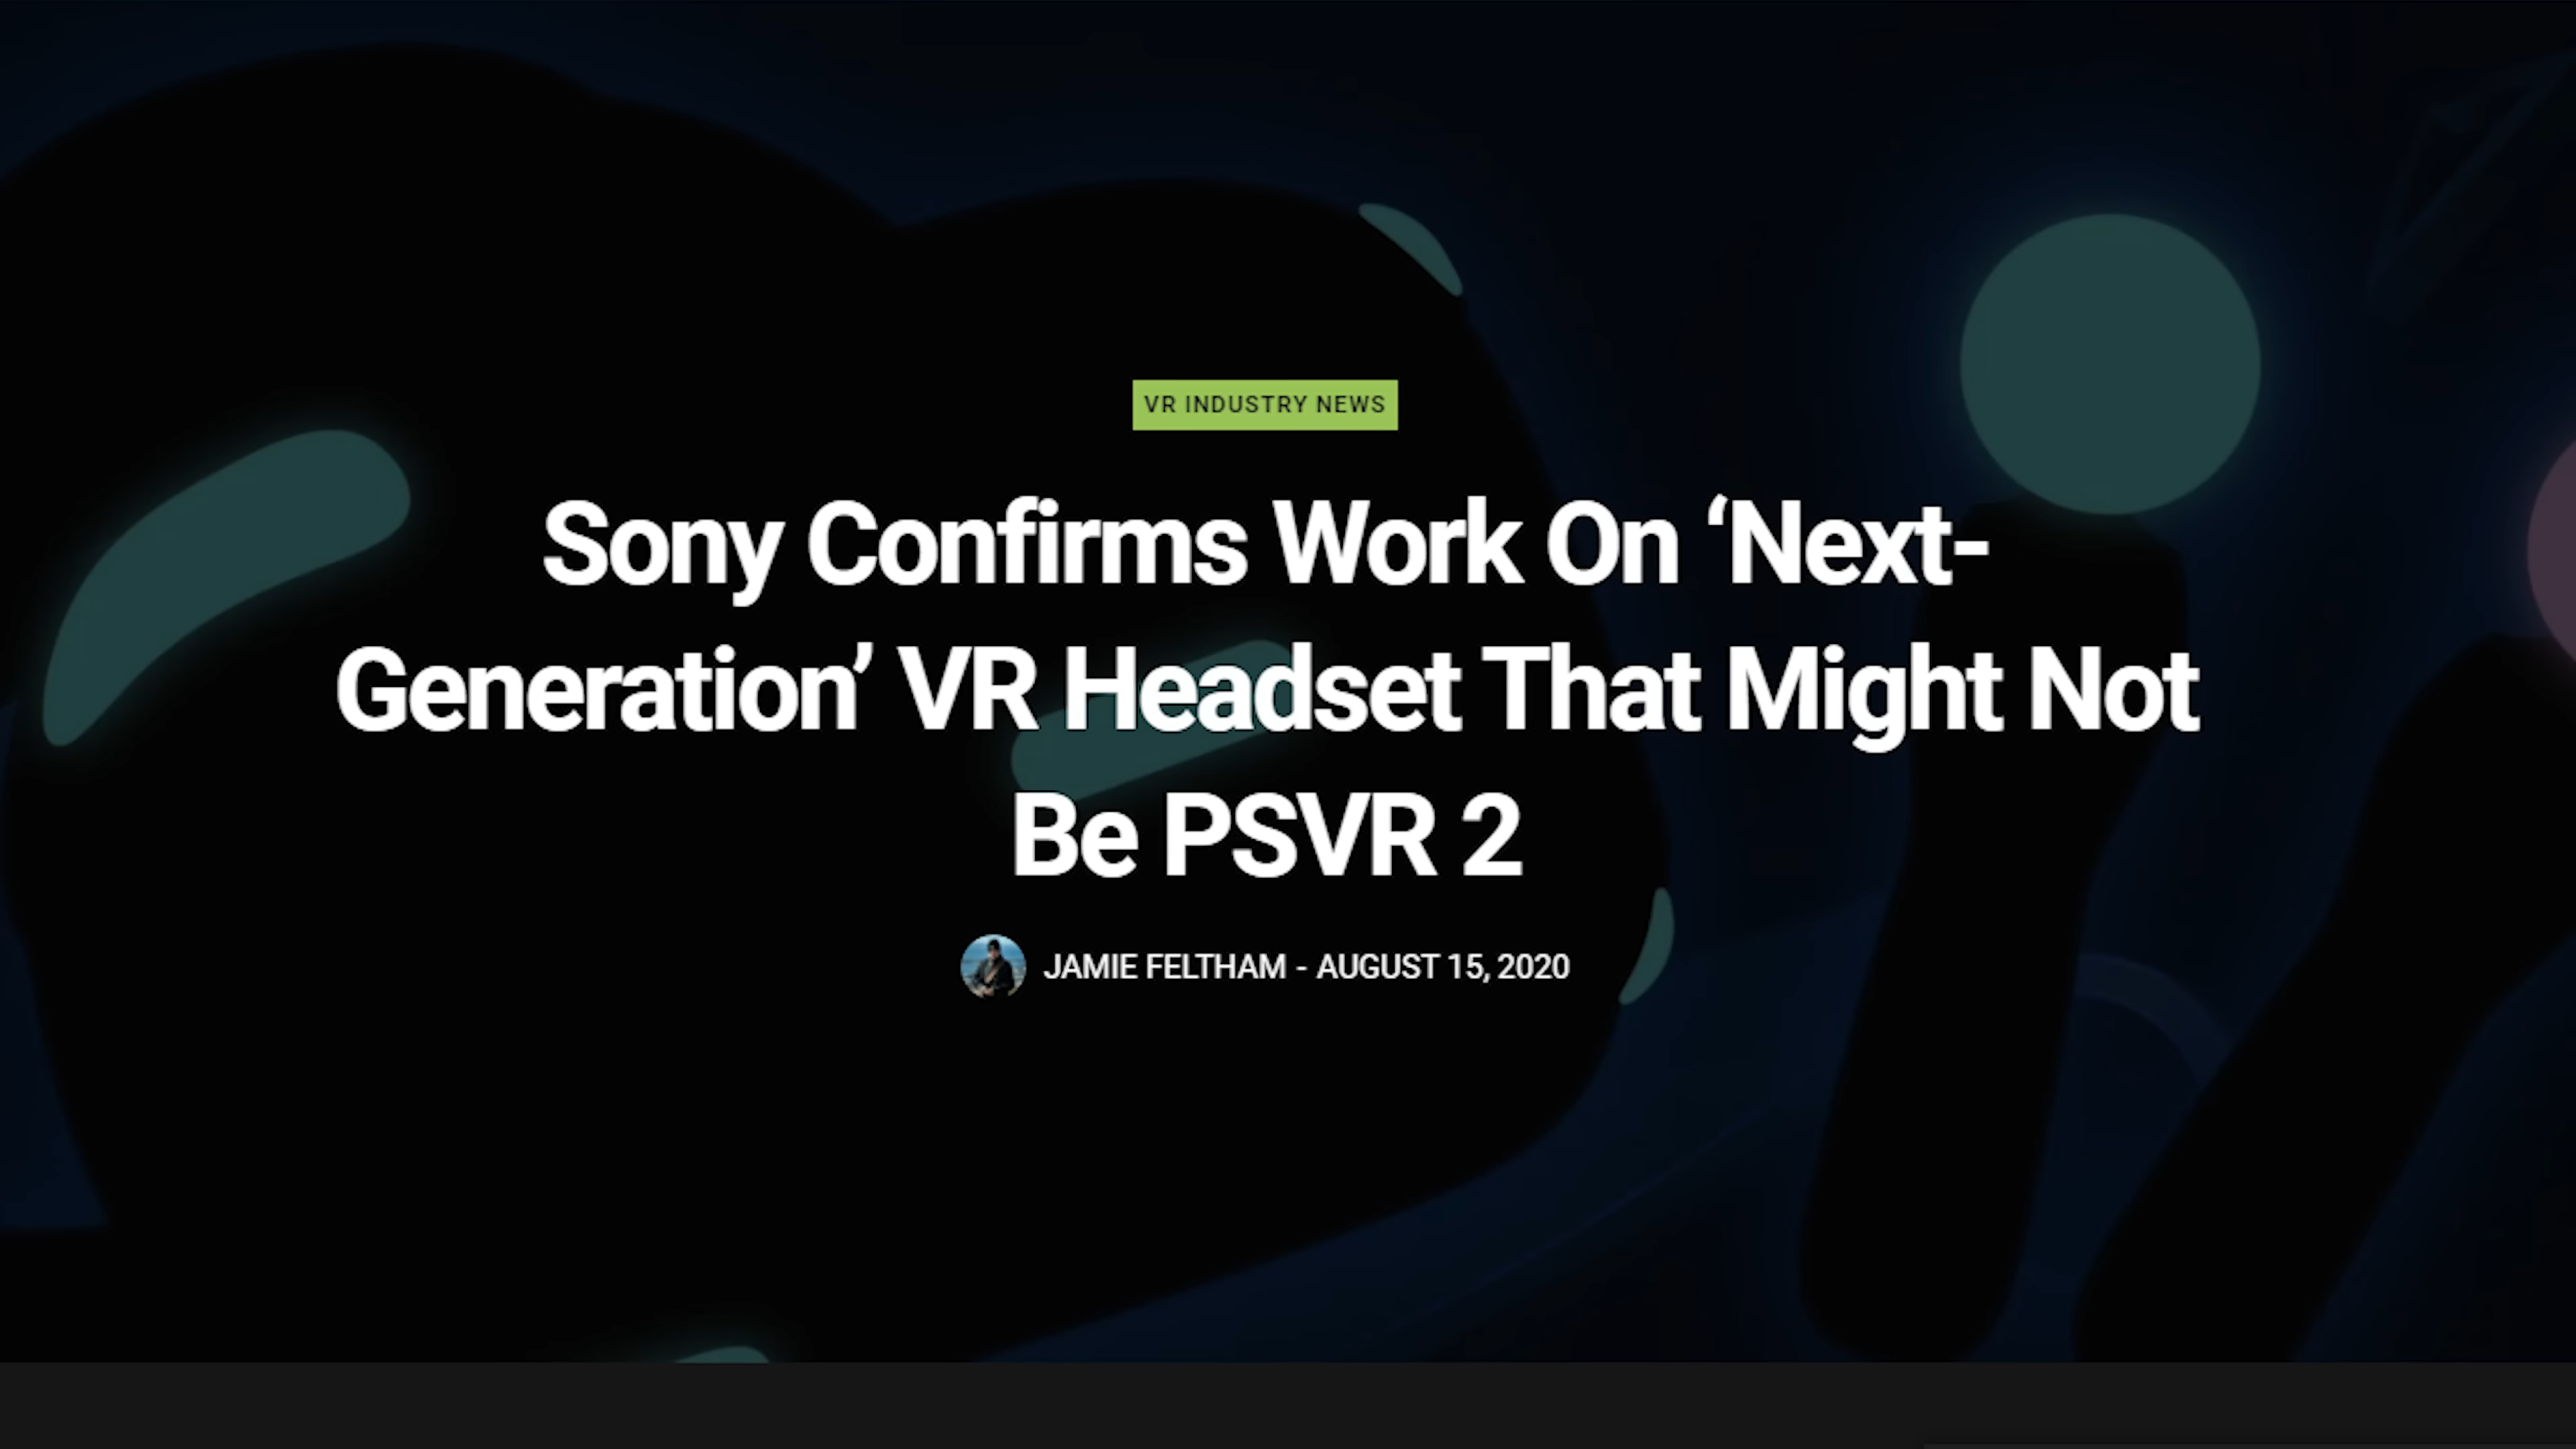 VR INDUSTRY NEWS
Sony Confirms Work On ‘Next-
Generation’ VR Headset That Might Not
Be PSVR 2
JAMIE FELTHAM - AUGUST 15, 2020